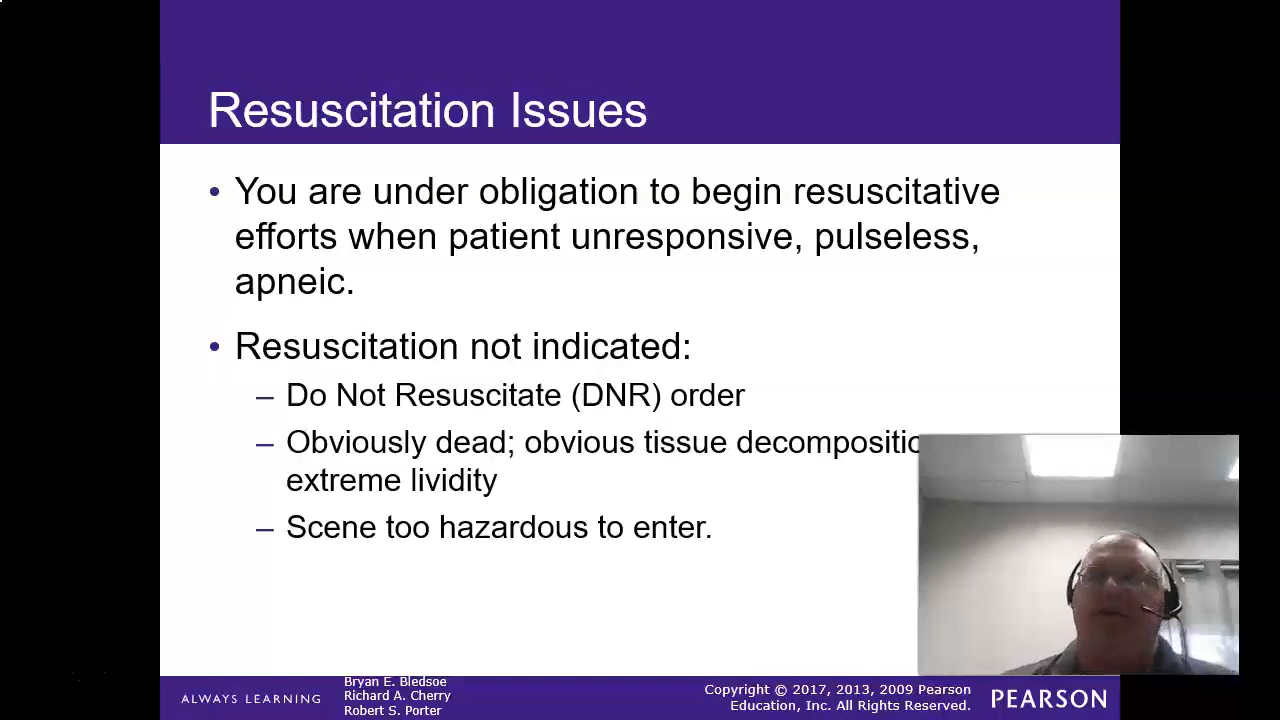 Resuscitation Issues
• You are under obligation to begin resuscitative
efforts when patient unresponsive, pulseless,
apneic.
• Resuscitation not indicated:
– Do Not Resuscitate (DNR) order
– Obviously dead; obvious tissue
extreme lividity
– Scene too hazardous to enter.
ALWAYS LEARNING
Bryan E. Bledsoe
Richard A. Cherry
Robert S. Porter
Copyright © 2017, 2013, 2009 Pearson
Education, Inc. All Rights Reserved.
PEARSON